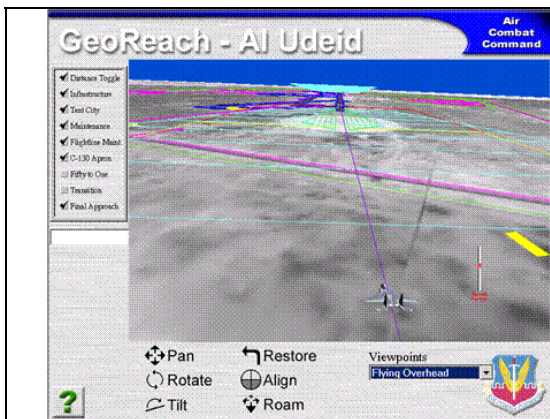 GeoReach - Al Udeid
Air
Combat
Command
Distance Toggle
Infrastructure
Tent City
Maintenance
Flightline Maint.
C-130 Apron
Fifty to One
Transition
Final Approach
Pan
Restore
Viewpoints
Rotate
Align
Flying Overhead
Tilt
Roam
?